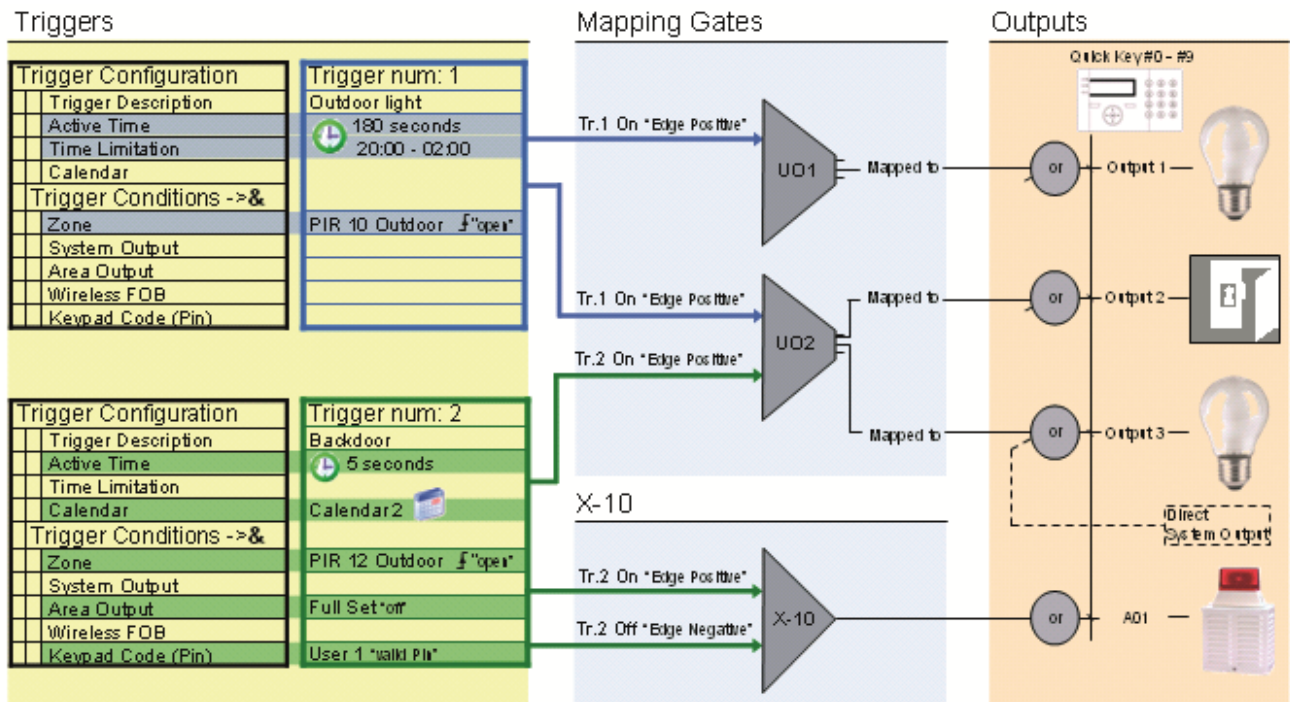 Triggers
Mapping Gates
Outputs
Quick Key #0 - #9
Trigger Configuration
Trigger Description
Active Time
Time Limitation
Calendar
Trigger Conditions ->&
Zone
System Output
Area Output
Wireless FOB
Keypad Code (Pin)
Trigger num: 1
Outdoor light
180 seconds
20:00 - 02:00
PIR 10 Outdoor "open"
Tr.1 On "Edge Positive"
UO1
Mapped to
or
Output 1
Tr.1 On "Edge Positive"
Tr.2 On "Edge Positive"
UO2
Mapped to
or
Output 2
Mapped to
or
Output 3
Direct
System Output
Trigger Configuration
Trigger Description
Active Time
Time Limitation
Calendar
Trigger Conditions ->&
Zone
System Output
Area Output
Wireless FOB
Keypad Code (Pin)
Trigger num: 2
Backdoor
5 seconds
Calendar 2
PIR 12 Outdoor "open"
Full Set "off"
User 1 "valid Pin"
X-10
Tr.2 On "Edge Positive"
Tr.2 Off "Edge Negative"
X-10
or
A01